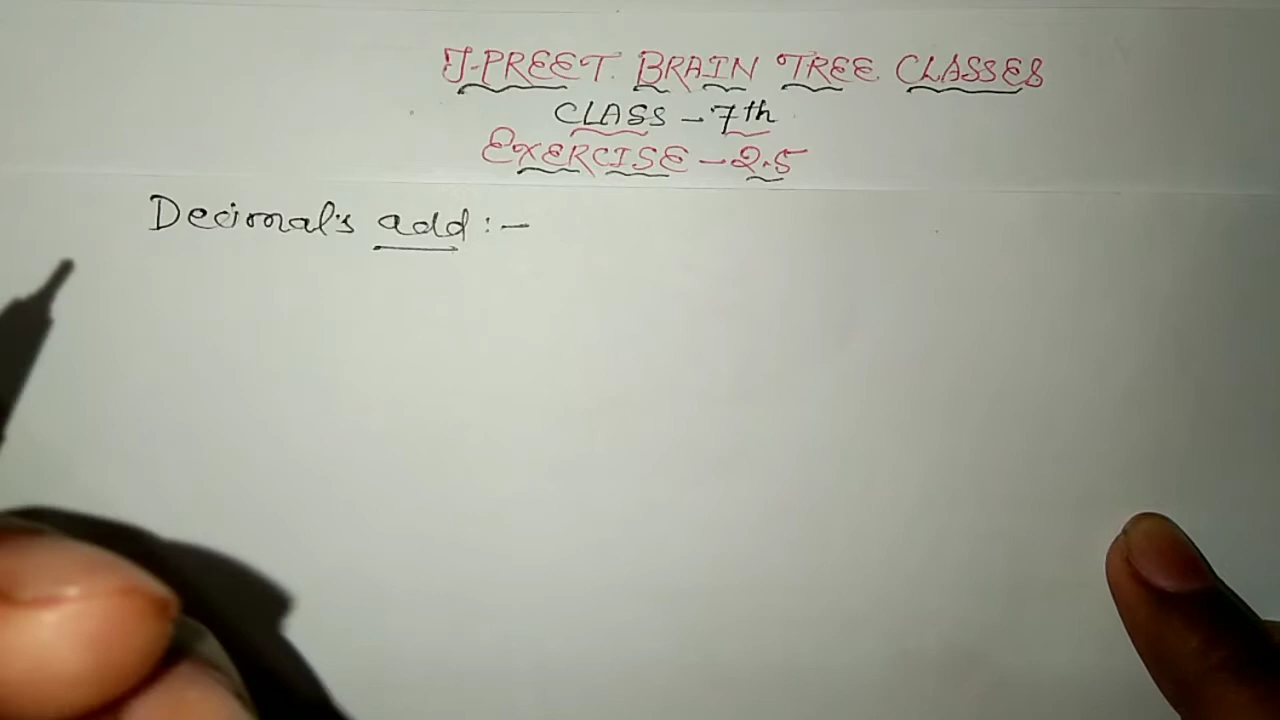 J-PREET. BRAIN TREE CLASSES
CLASS - 7th
EXERCISE - 2.5
Decimal's add :-